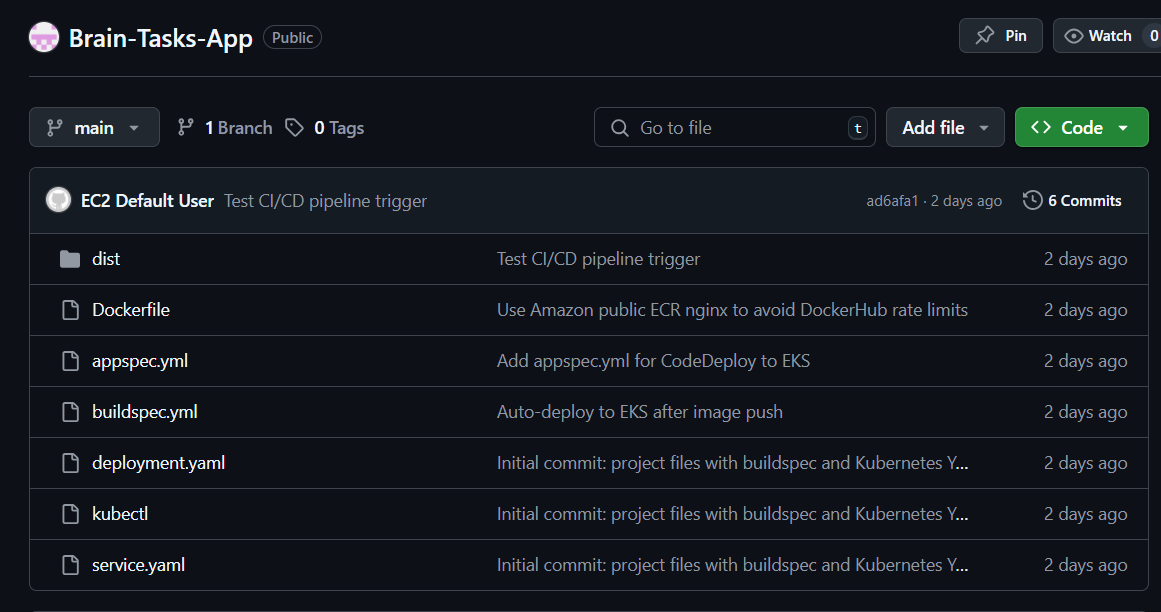 Brain-Tasks-App Public Pin Watch 0
main 1 Branch 0 Tags Go to file t Add file Code
EC2 Default User Test CI/CD pipeline trigger ad6afa1 · 2 days ago 6 Commits
dist Test CI/CD pipeline trigger 2 days ago
Dockerfile Use Amazon public ECR nginx to avoid DockerHub rate limits 2 days ago
appspec.yml Add appspec.yml for CodeDeploy to EKS 2 days ago
buildspec.yml Auto-deploy to EKS after image push 2 days ago
deployment.yaml Initial commit: project files with buildspec and Kubernetes Y... 2 days ago
kubectl Initial commit: project files with buildspec and Kubernetes Y... 2 days ago
service.yaml Initial commit: project files with buildspec and Kubernetes Y... 2 days ago